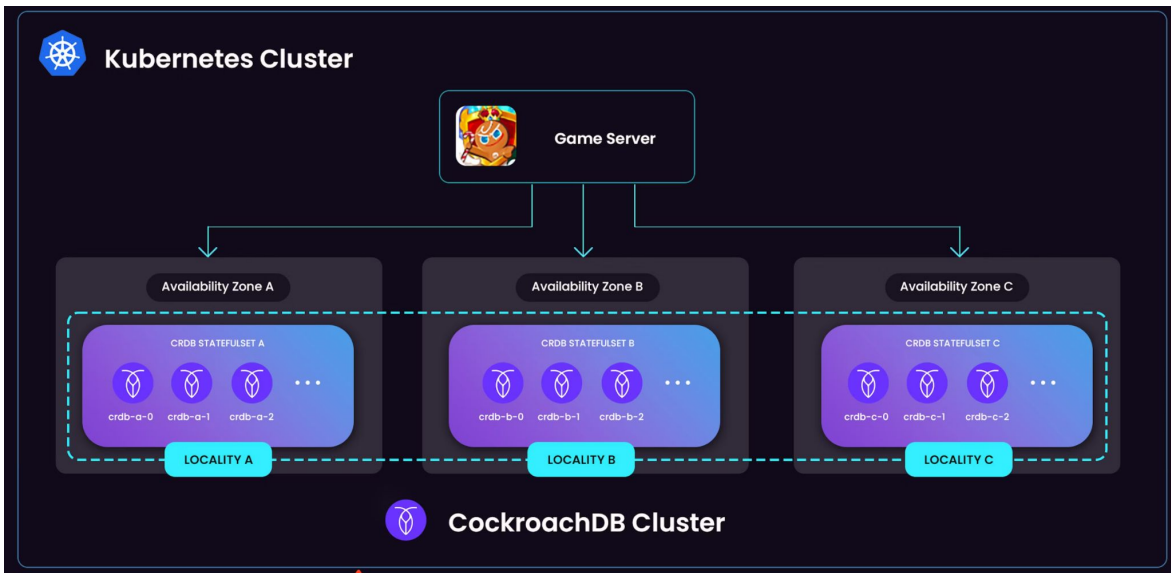 Kubernetes Cluster
Game Server
Availability Zone A
Availability Zone B
Availability Zone C
CRDB STATEFULSET A
CRDB STATEFULSET B
CRDB STATEFULSET C
crdb-a-0 crdb-a-1 crdb-a-2
crdb-b-0 crdb-b-1 crdb-b-2
crdb-c-0 crdb-c-1 crdb-c-2
LOCALITY A
LOCALITY B
LOCALITY C
CockroachDB Cluster